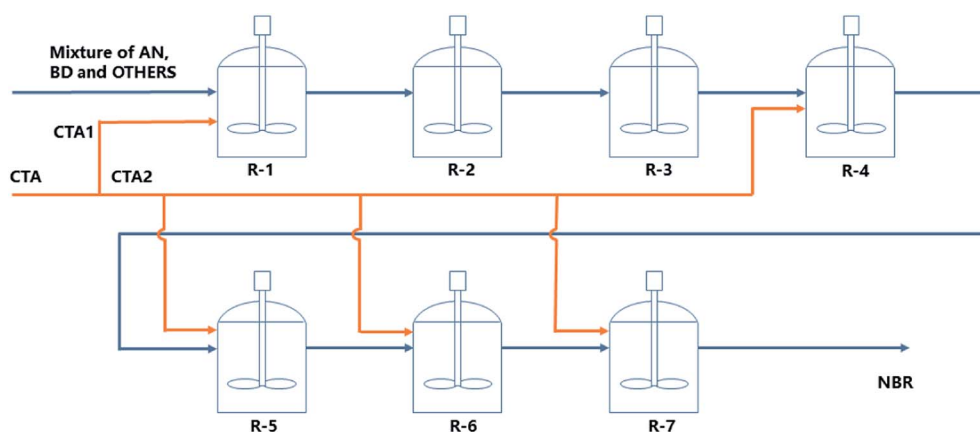 Mixture of AN,
BD and OTHERS
CTA1
R-1
R-2
R-3
R-4
CTA
CTA2
R-5
R-6
R-7
NBR